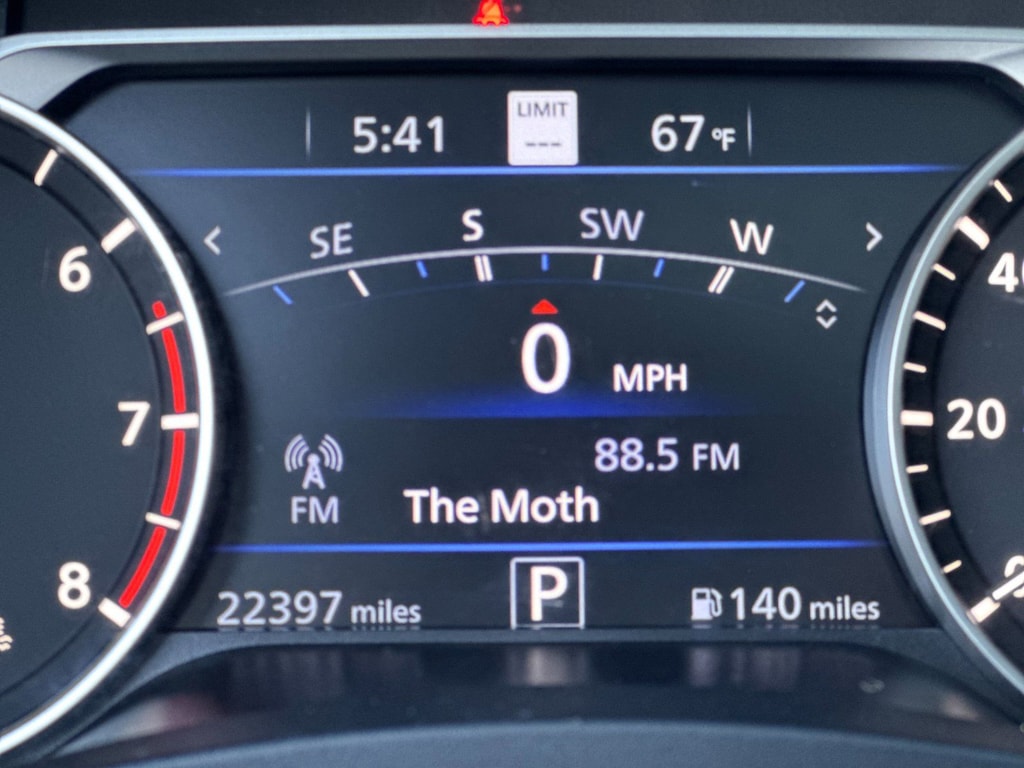 5:41
LIMIT
---
67 °F
SE S SW W
0 MPH
88.5 FM
FM
The Moth
22397 miles
P
140 miles
6
7
8
20